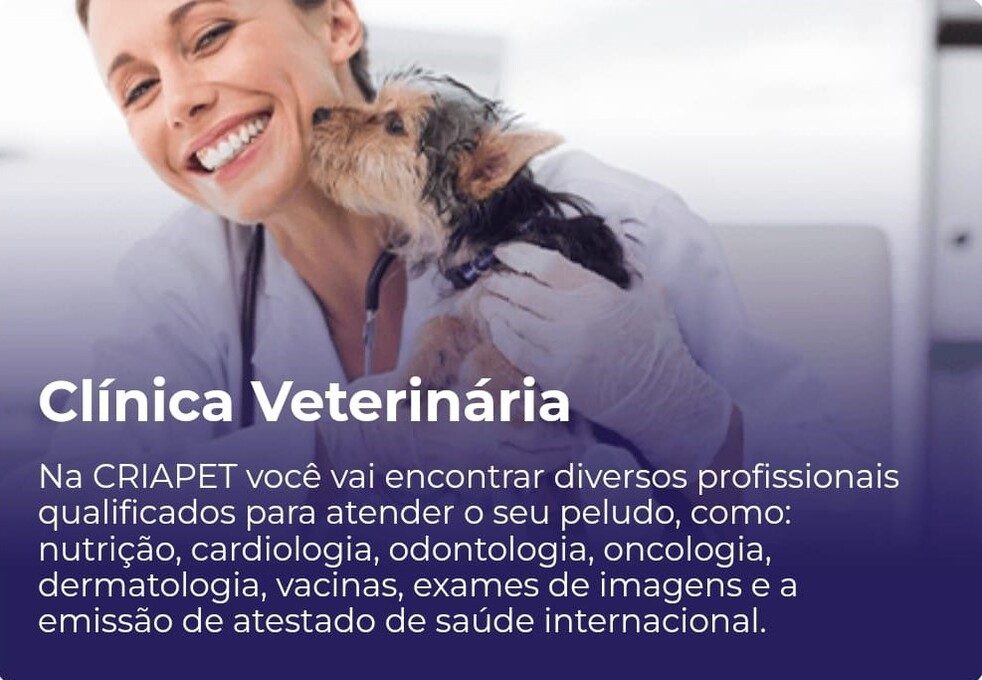 Clínica Veterinária
Na CRIAPET você vai encontrar diversos profissionais
qualificados para atender o seu peludo, como:
nutrição, cardiologia, odontologia, oncologia,
dermatologia, vacinas, exames de imagens e a
emissão de atestado de saúde internacional.